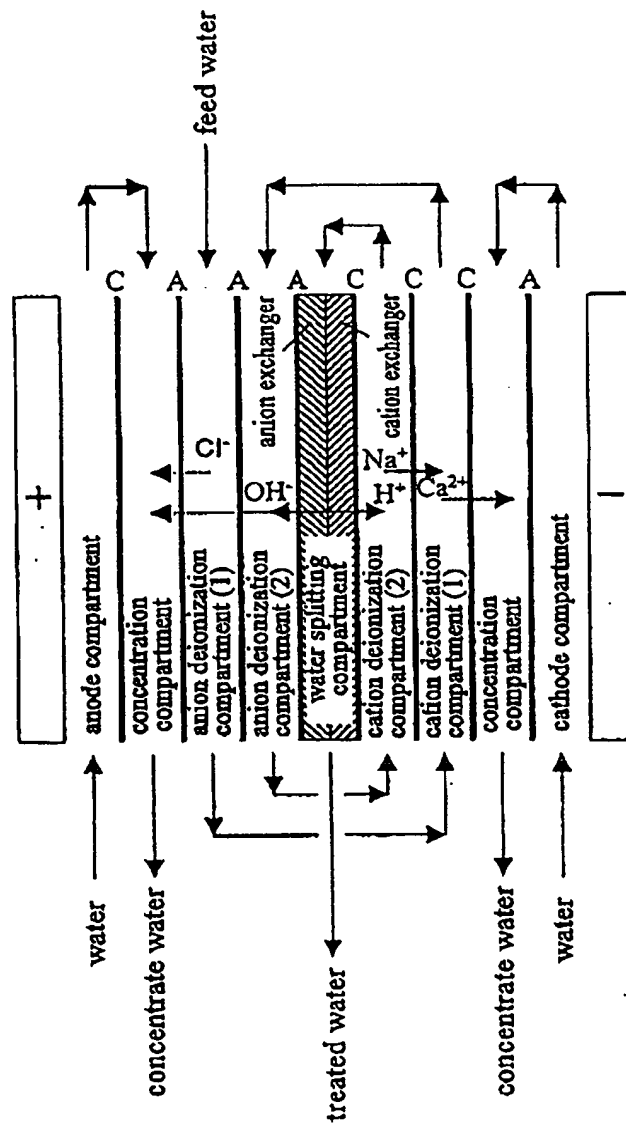 +
anode compartment
C
concentration
compartment
A
feed water
Cl-
anion deionization
compartment (1)
A
OH-
anion deionization
compartment (2)
anion exchanger
A
water splitting
compartment
C
cation exchanger
Na+
H+
cation deionization
compartment (2)
C
Ca2+
cation deionization
compartment (1)
C
concentration
compartment
A
cathode compartment
−
water
concentrate water
treated water
concentrate water
water